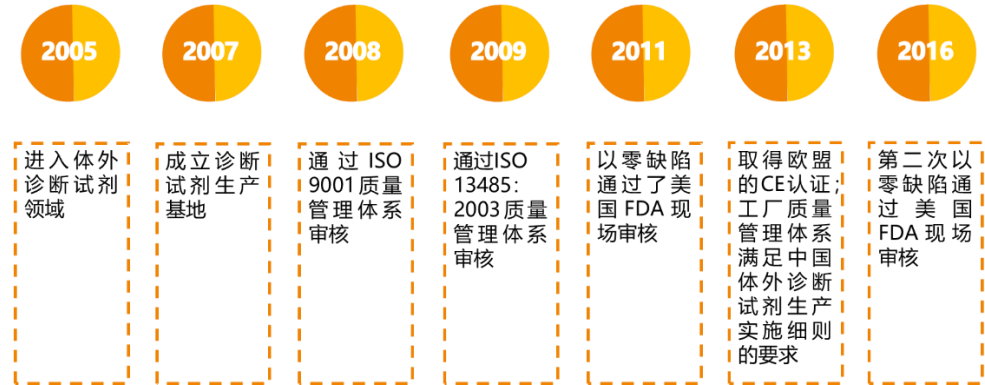 2005
2007
2008
2009
2011
2013
2016
进入体外
诊断试剂
领域
成立诊断
试剂生产
基地
通过 ISO
9001质量
管理体系
审核
通过ISO
13485：
2003质量
管理体系
审核
以零缺陷
通过了美
国FDA现
场审核
取得欧盟
的CE认证；
工厂质量
管理体系
满足中国
体外诊断
试剂生产
实施细则
的要求
第二次以
零缺陷通
过美国
FDA现场
审核